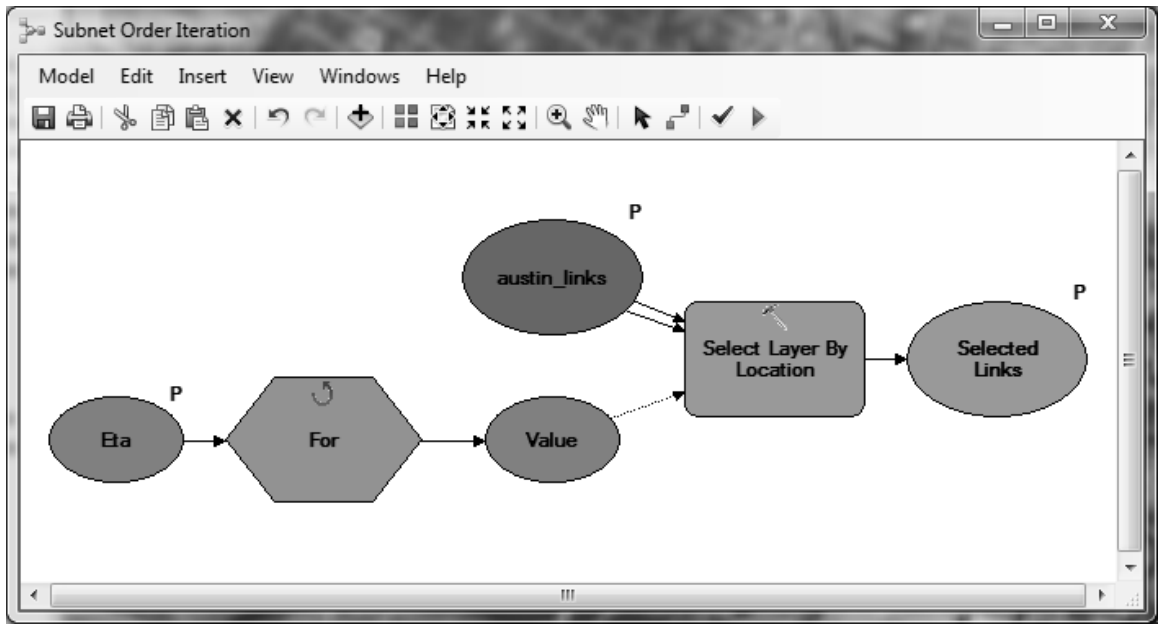 Subnet Order Iteration
Model Edit Insert View Windows Help
P
austin_links
P
Select Layer By
Location
Selected
Links
P
Eta
For
Value